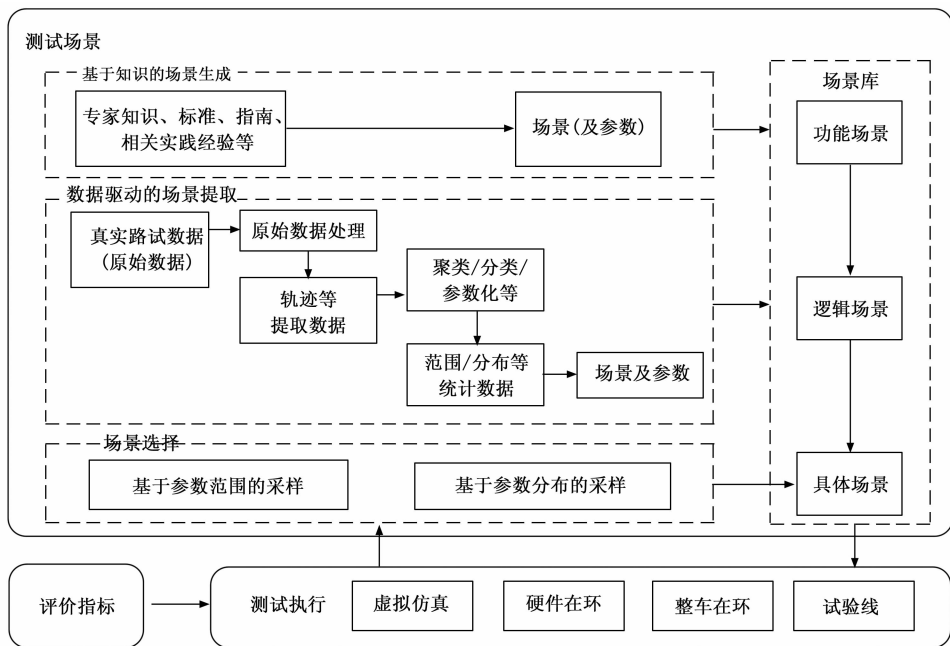 测试场景
基于知识的场景生成
专家知识、标准、指南、
相关实践经验等
场景(及参数)
场景库
功能场景
数据驱动的场景提取
真实路试数据
(原始数据)
原始数据处理
轨迹等
提取数据
聚类/分类/
参数化等
范围/分布等
统计数据
场景及参数
逻辑场景
场景选择
基于参数范围的采样
基于参数分布的采样
具体场景
评价指标
测试执行
虚拟仿真
硬件在环
整车在环
试验线